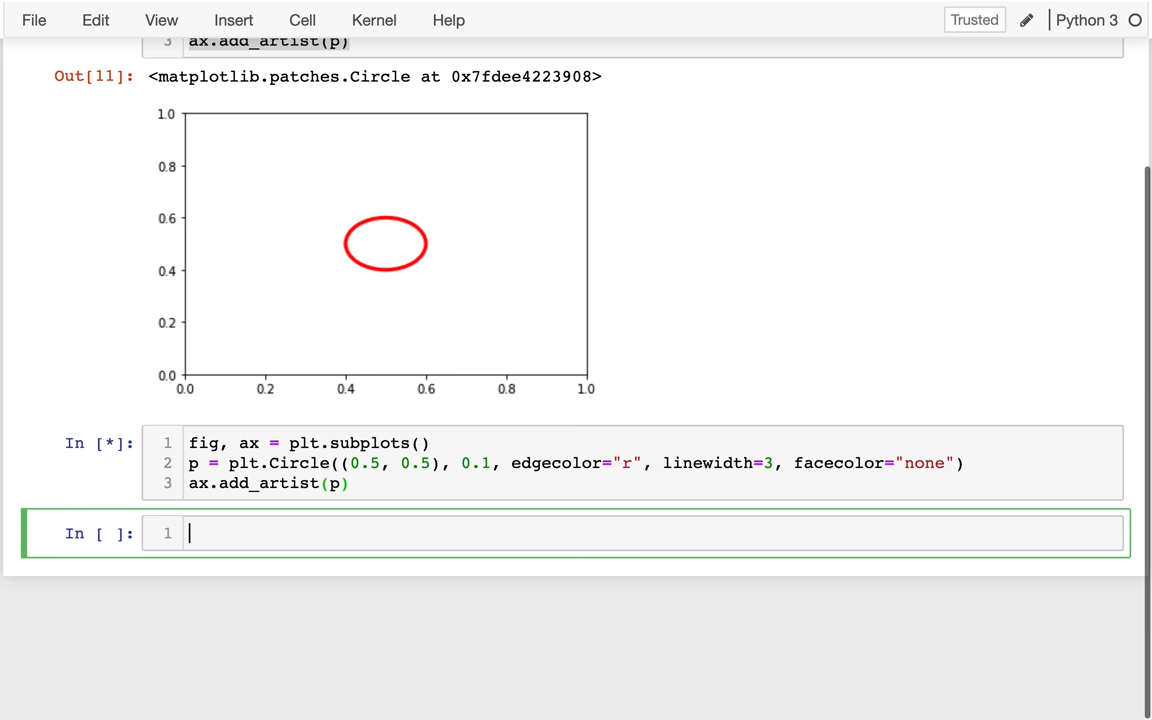 File Edit View Insert Cell Kernel Help Trusted Python 3
3 ax.add_artist(p)
Out[11]: <matplotlib.patches.Circle at 0x7fdee4223908>
1.0
0.8
0.6
0.4
0.2
0.0
0.0 0.2 0.4 0.6 0.8 1.0
In [*]: 1 fig, ax = plt.subplots()
2 p = plt.Circle((0.5, 0.5), 0.1, edgecolor="r", linewidth=3, facecolor="none")
3 ax.add_artist(p)
In [ ]: 1